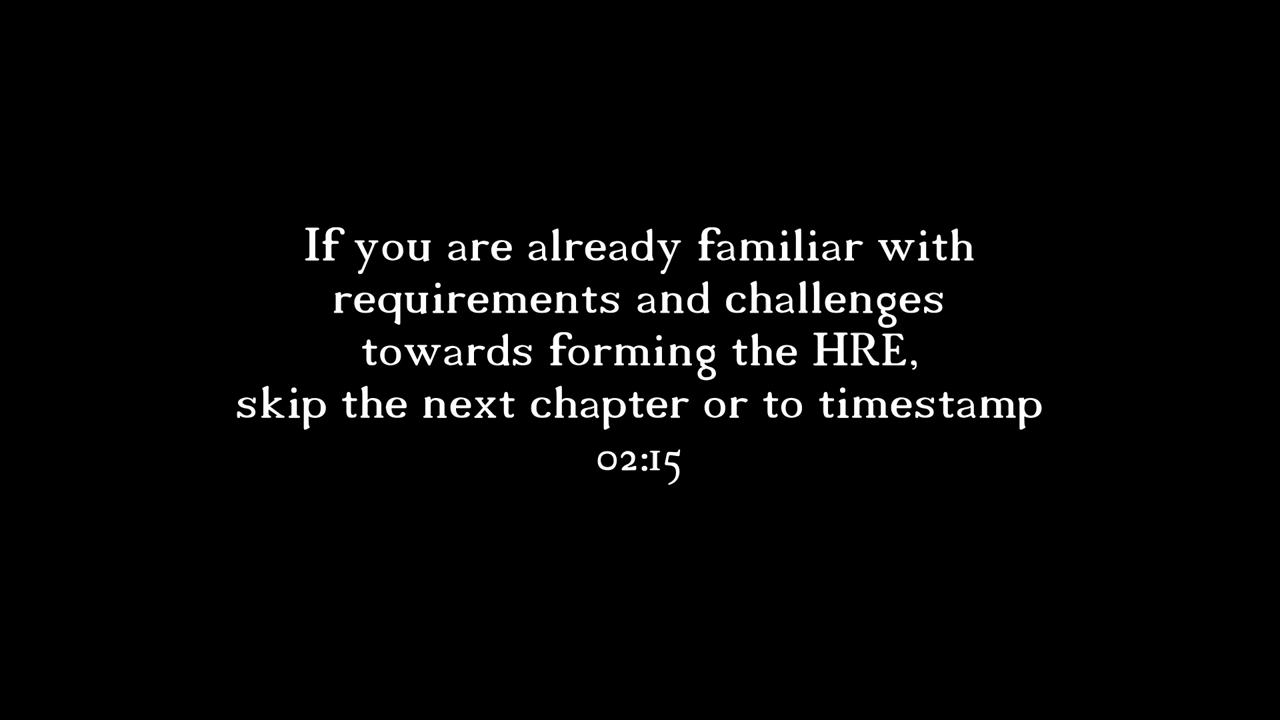 If you are already familiar with
requirements and challenges
towards forming the HRE,
skip the next chapter or to timestamp
02:15